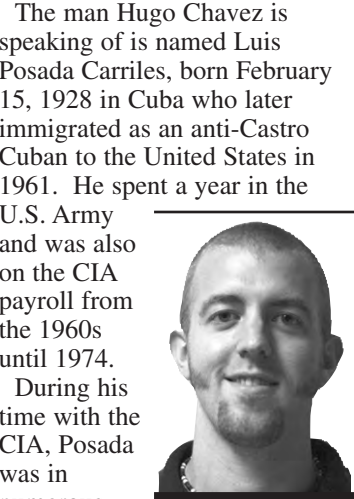 The man Hugo Chavez is
speaking of is named Luis
Posada Carriles, born February
15, 1928 in Cuba who later
immigrated as an anti-Castro
Cuban to the United States in
1961. He spent a year in the
U.S. Army
and was also
on the CIA
payroll from
the 1960s
until 1974.
During his
time with the
CIA, Posada
was in